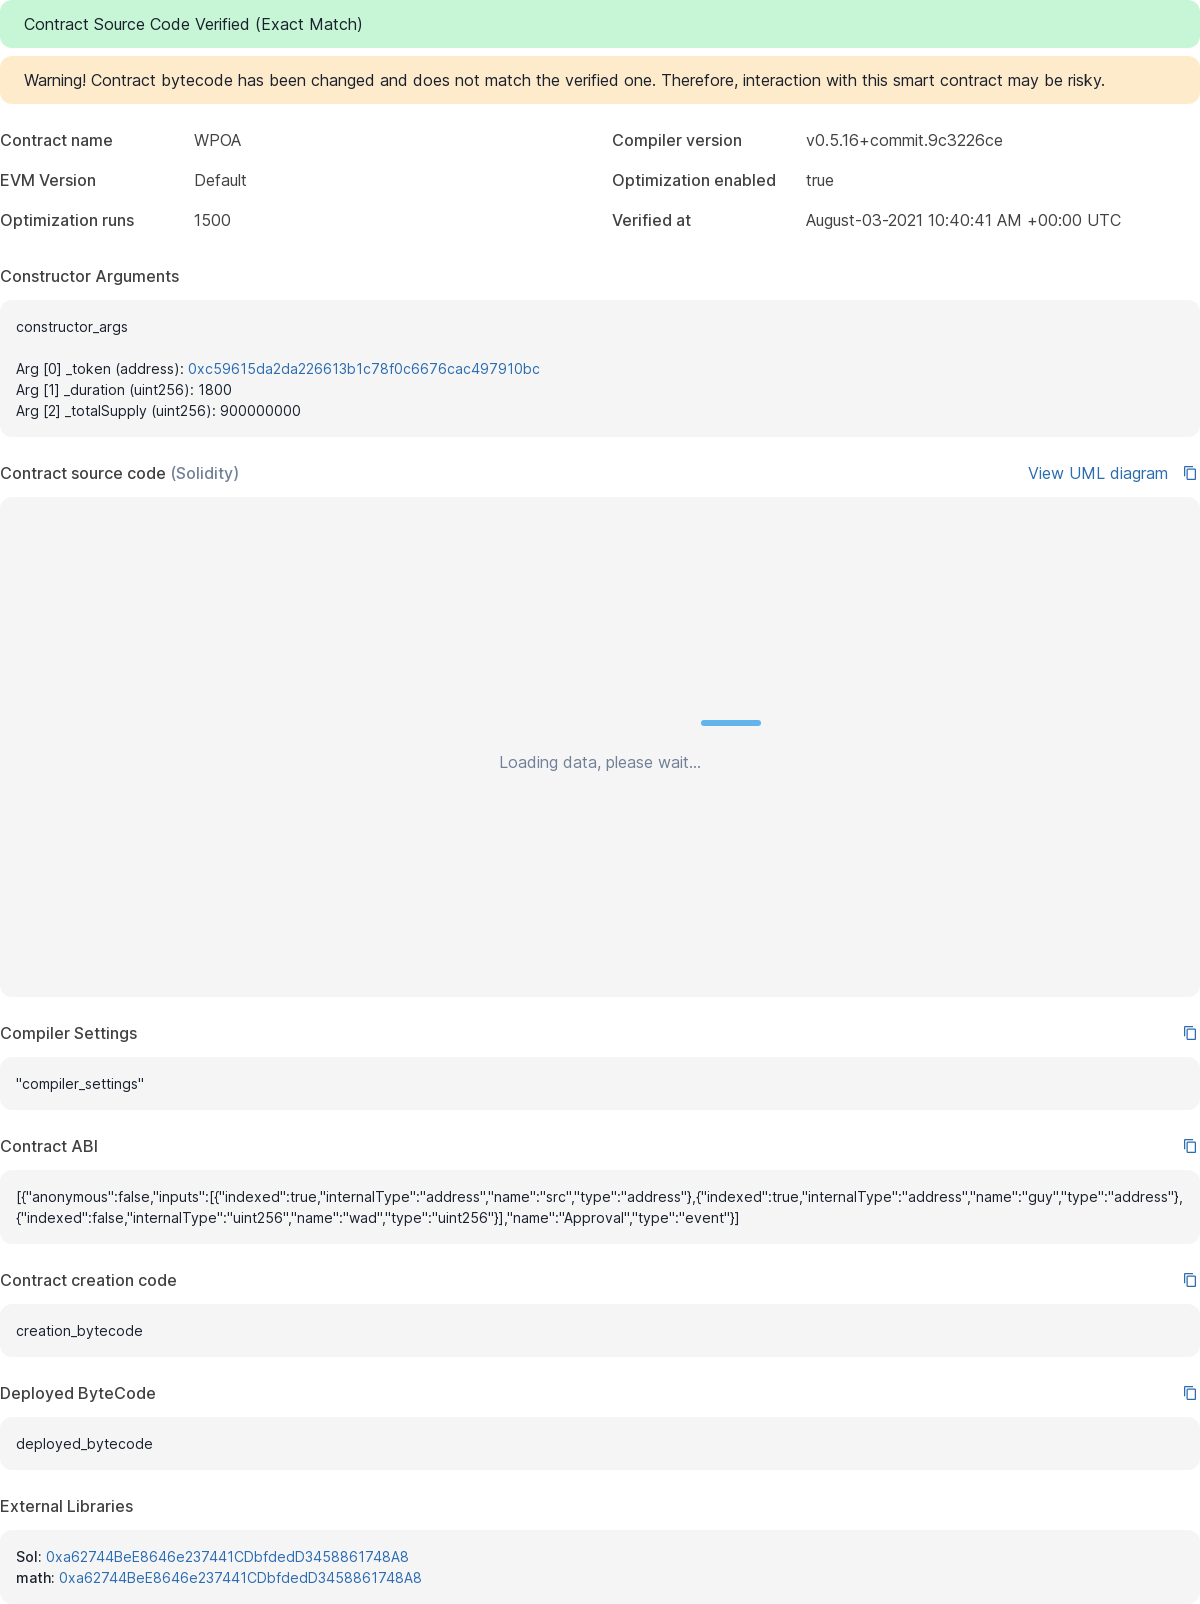 Contract Source Code Verified (Exact Match)
Warning! Contract bytecode has been changed and does not match the verified one. Therefore, interaction with this smart contract may be risky.
Contract name WPOA
Compiler version v0.5.16+commit.9c3226ce
EVM Version Default
Optimization enabled true
Optimization runs 1500
Verified at August-03-2021 10:40:41 AM +00:00 UTC
Constructor Arguments
constructor_args
Arg [0] _token (address): 0xc59615da2da226613b1c78f0c6676cac497910bc
Arg [1] _duration (uint256): 1800
Arg [2] _totalSupply (uint256): 900000000
Contract source code (Solidity)
View UML diagram
Loading data, please wait...
Compiler Settings
"compiler_settings"
Contract ABI
[{"anonymous":false,"inputs":[{"indexed":true,"internalType":"address","name":"src","type":"address"},{"indexed":true,"internalType":"address","name":"guy","type":"address"},
{"indexed":false,"internalType":"uint256","name":"wad","type":"uint256"}],"name":"Approval","type":"event"}]
Contract creation code
creation_bytecode
Deployed ByteCode
deployed_bytecode
External Libraries
Sol: 0xa62744BeE8646e237441CDbfdedD3458861748A8
math: 0xa62744BeE8646e237441CDbfdedD3458861748A8